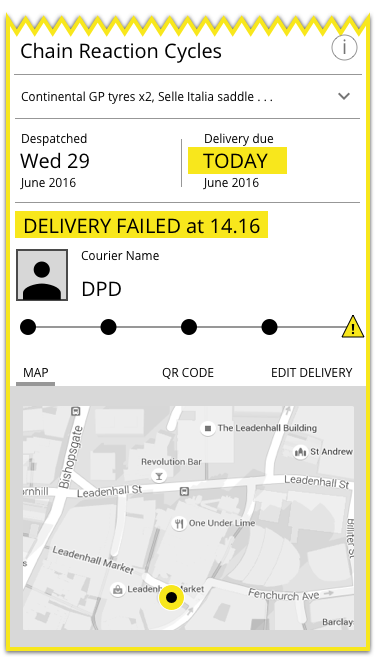 Chain Reaction Cycles
i
Continental GP tyres x2, Selle Italia saddle . . .
Despatched
Wed 29
June 2016
Delivery due
TODAY
June 2016
DELIVERY FAILED at 14.16
Courier Name
DPD
!
MAP
QR CODE
EDIT DELIVERY
Bishopsgate
The Leadenhall Building
St Andrew
Revolution Bar
rnhill
Leadenhall St
Leadenhall St
One Under Lime
Billiter St
Leadenhall Market
Leadenhall Market
Fenchurch Ave
Barclay